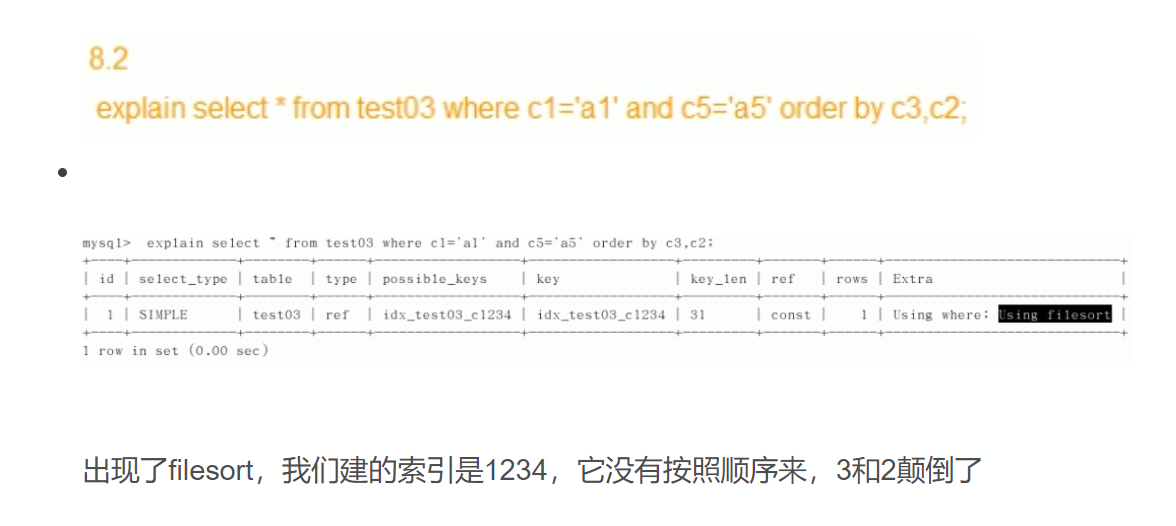 8.2
explain select * from test03 where c1='a1' and c5='a5' order by c3,c2;
mysql> explain select * from test03 where c1='a1' and c5='a5' order by c3,c2;
+----+-------------+--------+------+-----------------+-----------------+---------+-------+------+-----------------------------+
| id | select_type | table | type | possible_keys | key | key_len | ref | rows | Extra |
+----+-------------+--------+------+-----------------+-----------------+---------+-------+------+-----------------------------+
| 1 | SIMPLE | test03 | ref | idx_test03_c1234 | idx_test03_c1234 | 31 | const | 1 | Using where; Using filesort |
+----+-------------+--------+------+-----------------+-----------------+---------+-------+------+-----------------------------+
1 row in set (0.00 sec)
出现了filesort，我们建的索引是1234，它没有按照顺序来，3和2颠倒了